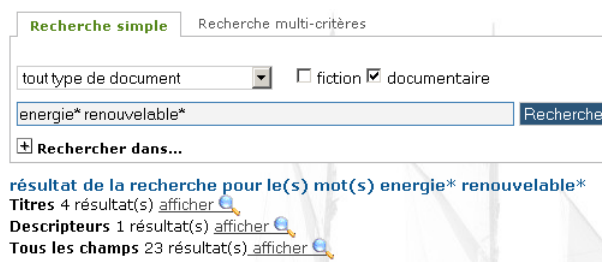 Recherche simple Recherche multi-critères
tout type de document fiction documentaire
energie* renouvelable* Recherche
Rechercher dans...
résultat de la recherche pour le(s) mot(s) energie* renouvelable*
Titres 4 résultat(s) afficher
Descripteurs 1 résultat(s) afficher
Tous les champs 23 résultat(s) afficher